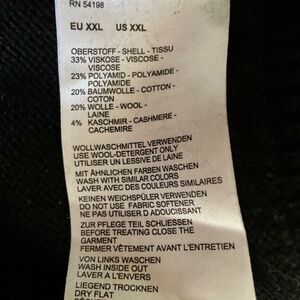 RN 54198
EU XXL US XXL
OBERSTOFF - SHELL - TISSU
33% VISKOSE - VISCOSE -
VISCOSE
23% POLYAMID - POLYAMIDE -
POLYAMIDE
20% BAUMWOLLE - COTTON -
COTON
20% WOLLE - WOOL -
LAINE
4% KASCHMIR - CASHMERE -
CACHEMIRE
WOLLWASCHMITTEL VERWENDEN
USE WOOL-DETERGENT ONLY
UTILISER UN LESSIVE DE LAINE
MIT ÄHNLICHEN FARBEN WASCHEN
WASH WITH SIMILAR COLORS
LAVER AVEC DES COULEURS SIMILAIRES
KEINEN WEICHSPÜLER VERWENDEN
DO NOT USE FABRIC SOFTENER
NE PAS UTILISER D ADOUCISSANT
ZUR PFLEGE TEIL SCHLIESSEN
BEFORE TREATING CLOSE THE
GARMENT
FERMER VÊTEMENT AVANT L'ENTRETIEN
VON LINKS WASCHEN
WASH INSIDE OUT
LAVER A L'ENVERS
LIEGEND TROCKNEN
DRY FLAT